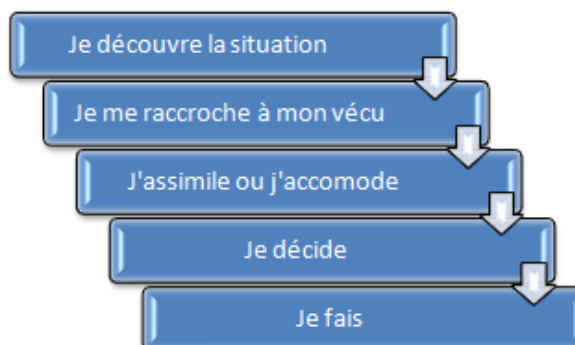 Je découvre la situation
Je me raccroche à mon vécu
J'assimile ou j'accomode
Je décide
Je fais